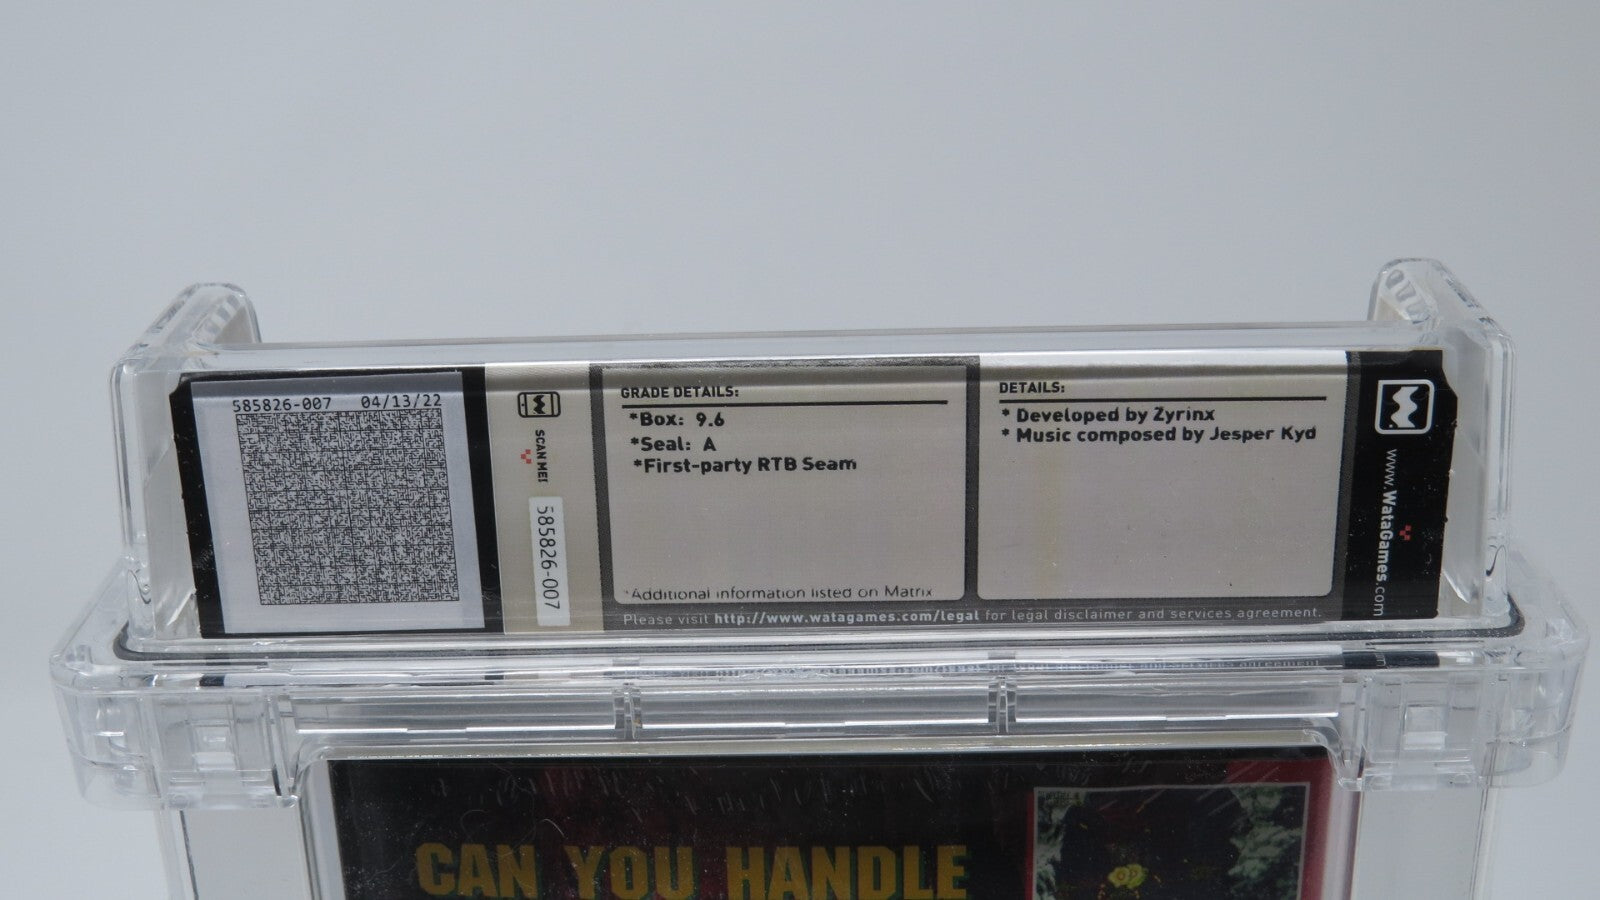 585826-007 04/13/22
SCAN ME!
585826-007
GRADE DETAILS:
*Box: 9.6
*Seal: A
*First-party RTB Seam
*Additional information listed on Matrix
DETAILS:
* Developed by Zyrinx
* Music composed by Jesper Kyd
Please visit http://www.watagames.com/legal for legal disclaimer and services agreement.
www.WataGames.com
CAN YOU HANDLE